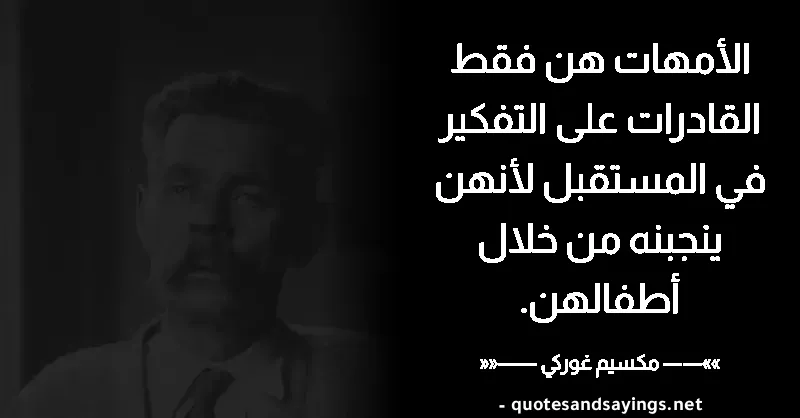 الأمهات هن فقط
القادرات على التفكير
في المستقبل لأنهن
ينجبنه من خلال
أطفالهن.
»»—— مكسيم غوركي ——««
- quotesandsayings.net